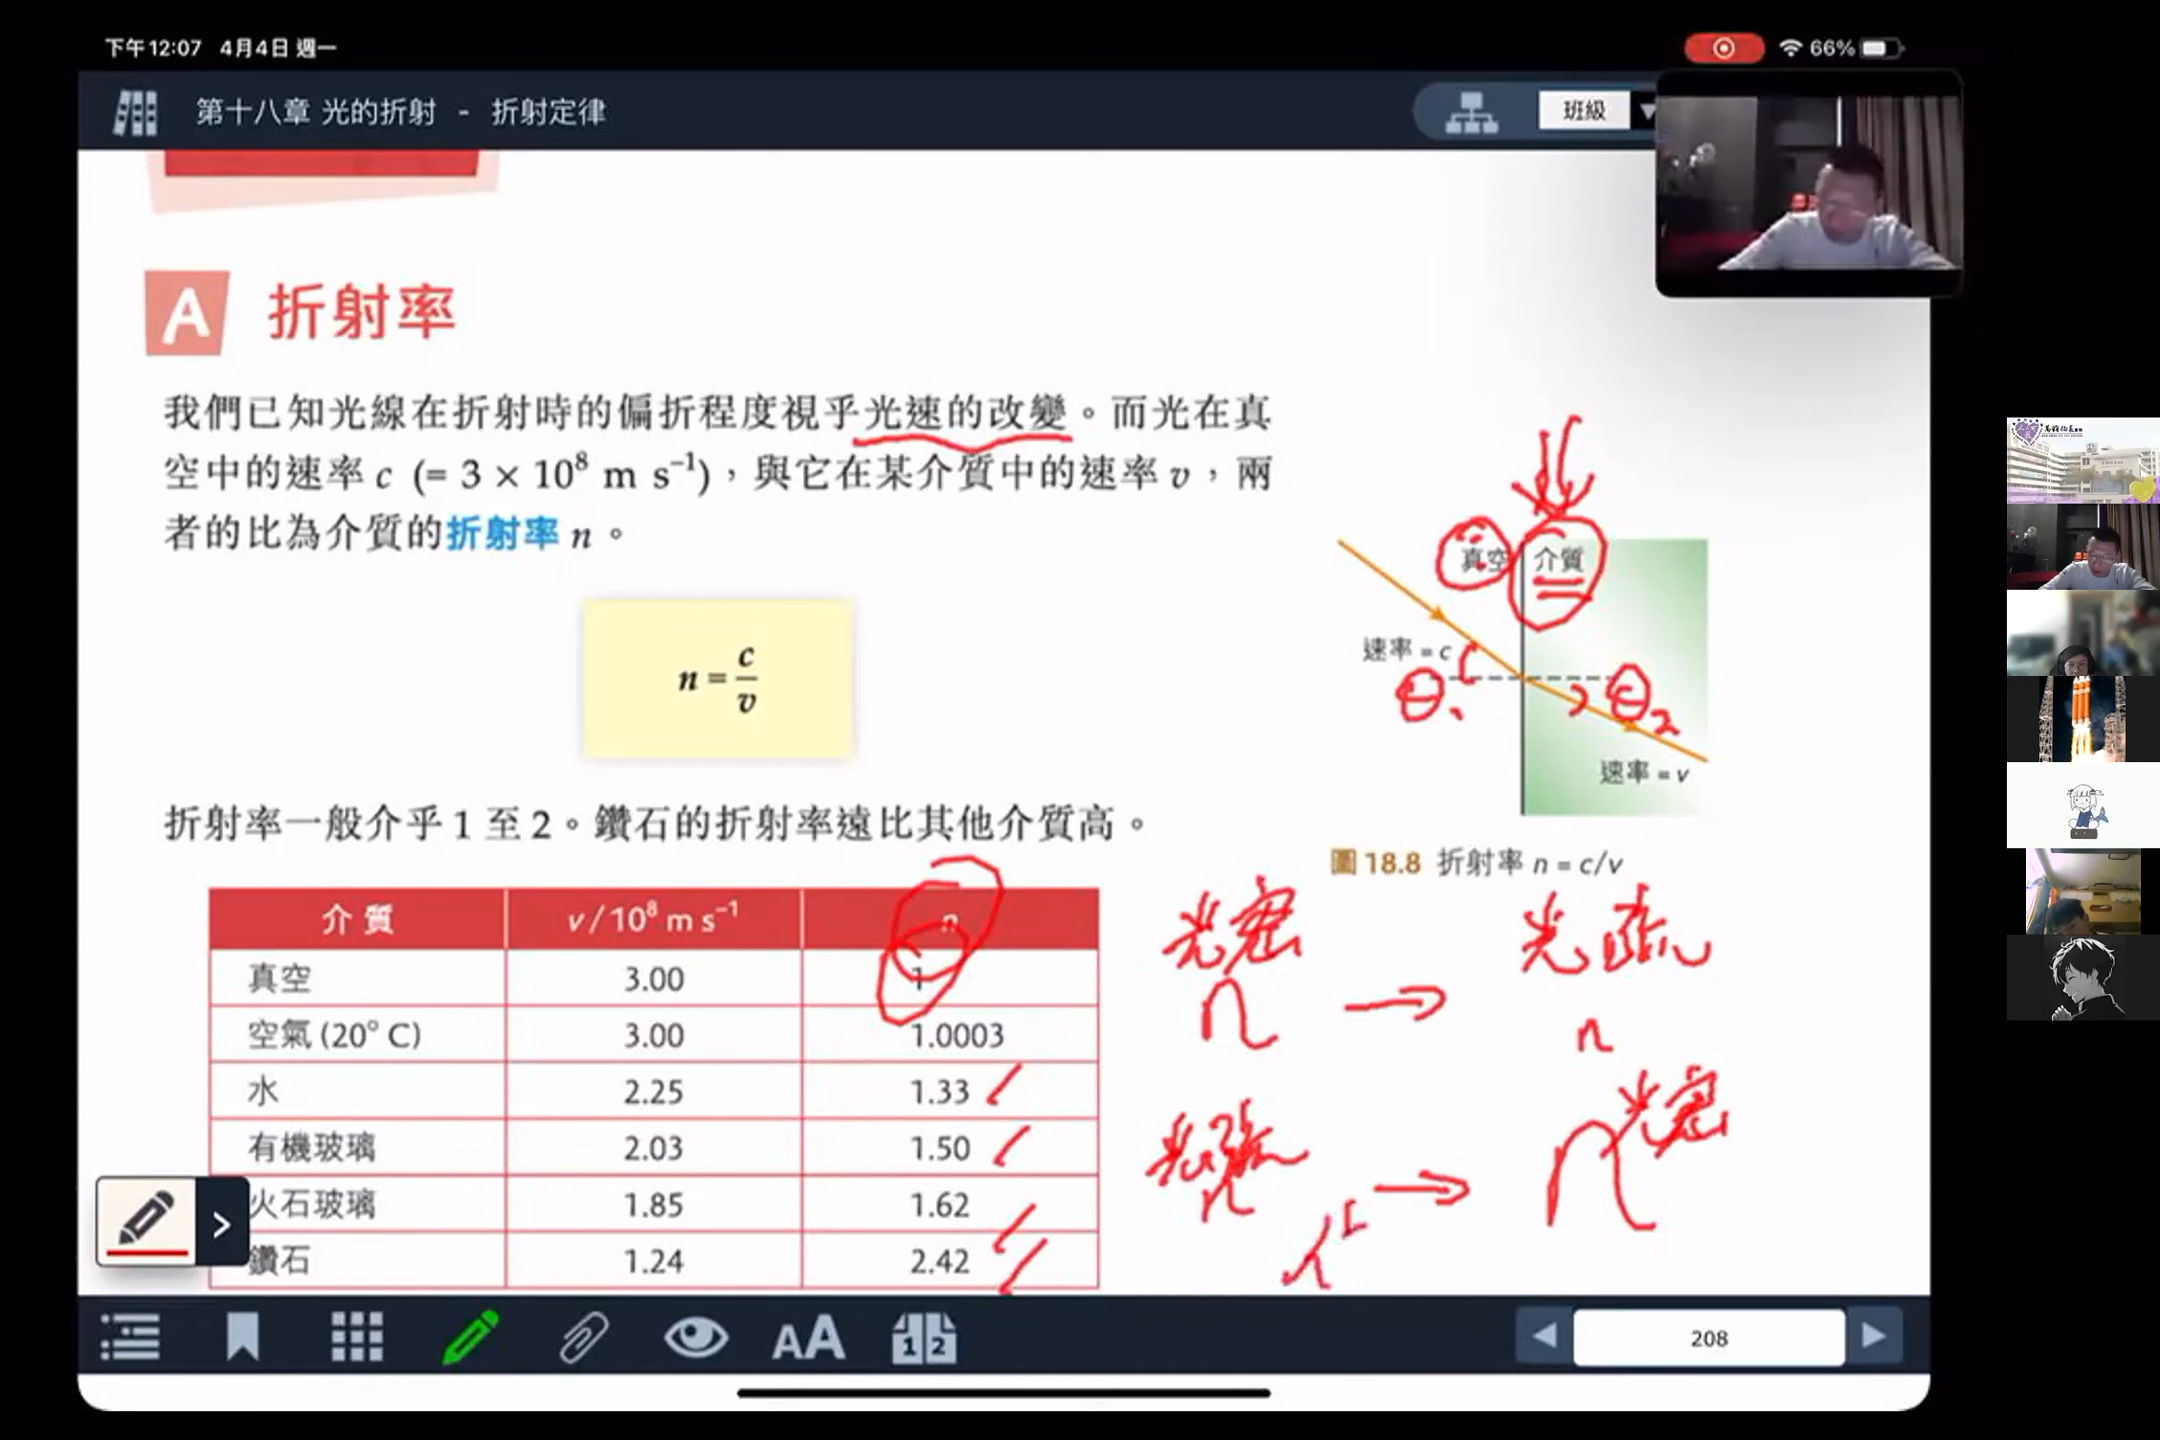 下午12:07 4月4日 週一
66%
第十八章 光的折射 - 折射定律
班級
A 折射率
我們已知光線在折射時的偏折程度視乎光速的改變。而光在真
空中的速率 c (= 3 × 10⁸ m s⁻¹),與它在某介質中的速率 v,兩
者的比為介質的折射率 n。
n = c/v
真空 介質
速率 = c
θ₁
θ₂
速率 = v
圖 18.8 折射率 n = c/v
折射率一般介乎 1 至 2。鑽石的折射率遠比其他介質高。
介 質 v / 10⁸ m s⁻¹ n
真空 3.00 1
空氣 (20° C) 3.00 1.0003
水 2.25 1.33
有機玻璃 2.03 1.50
火石玻璃 1.85 1.62
鑽石 1.24 2.42
光密 光疏
n → n
光疏 光密
n → n
AA
1 2
208